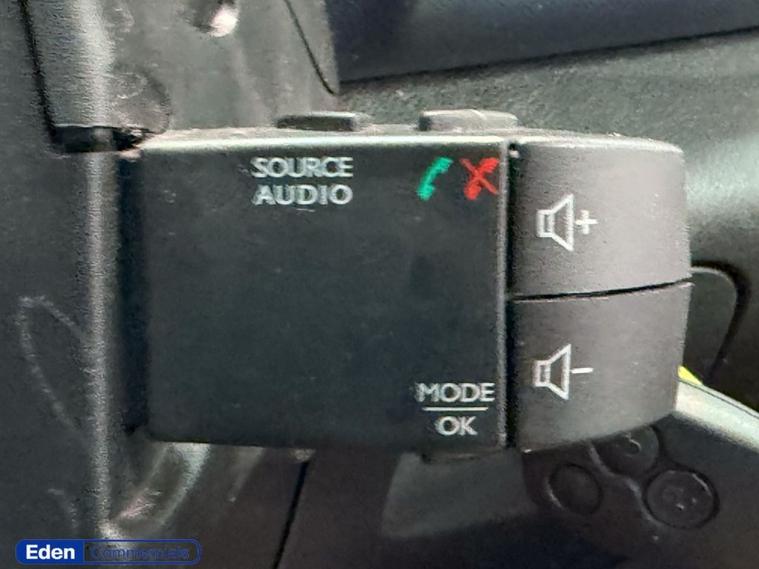 SOURCE
AUDIO
MODE
OK
Eden Commercials